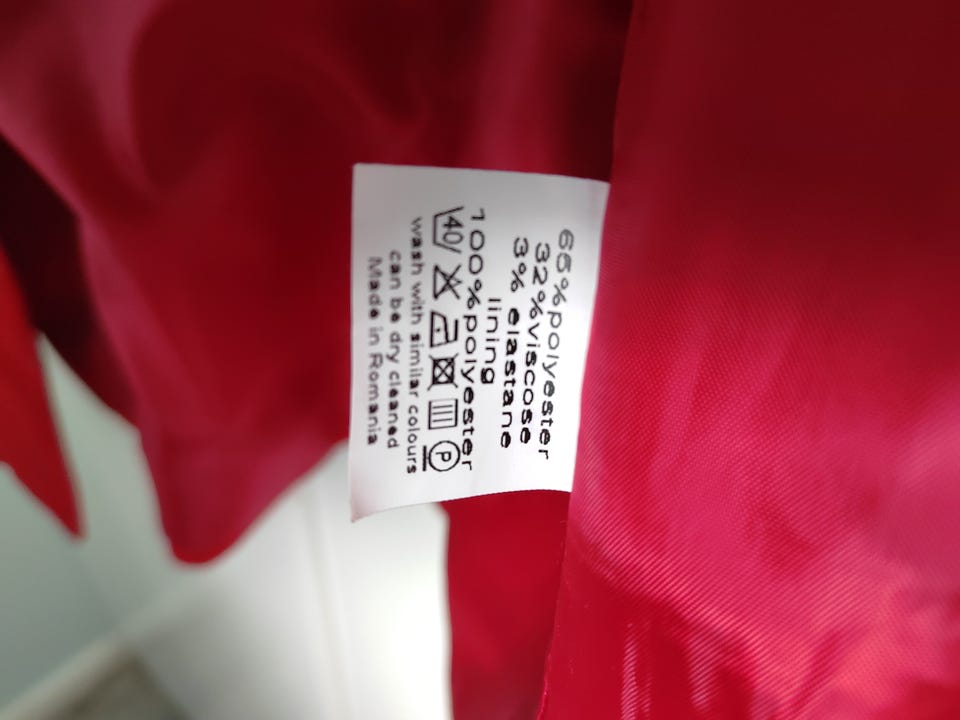 65%polyester
32%viscose
3% elastane
lining
100%polyester
40 P
wash with similar colours
can be dry cleaned
Made in Romania